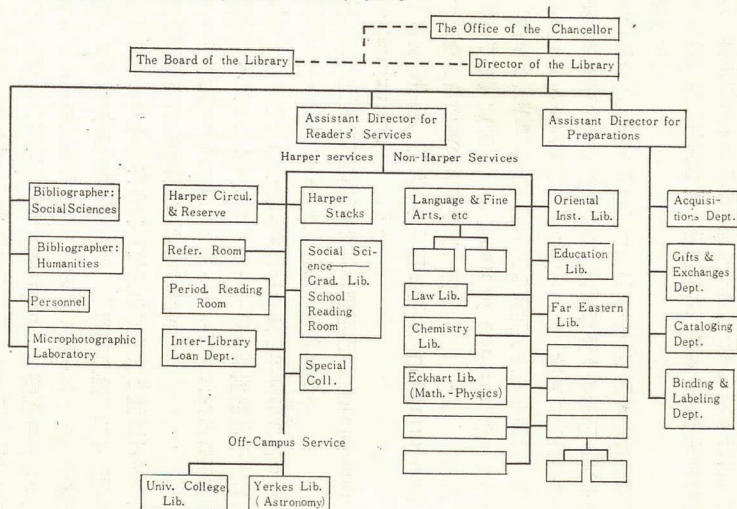 The Office of the Chancellor
The Board of the Library
Director of the Library
Assistant Director for
Readers' Services
Assistant Director for
Preparations
Harper services
Non-Harper Services
Bibliographer:
Social Sciences
Bibliographer:
Humanities
Personnel
Microphotographic
Laboratory
Harper Circul.
& Reserve
Refer. Room
Period. Reading
Room
Inter-Library
Loan Dept.
Harper
Stacks
Social Sci-
ence
Grad. Lib.
School
Reading
Room
Special
Coll.
Off-Campus Service
Univ. College
Lib.
Yerkes Lib.
(Astronomy)
Language & Fine
Arts, etc
Law Lib.
Chemistry
Lib.
Eckhart Lib.
(Math.-Physics)
Oriental
Inst. Lib.
Education
Lib.
Far Eastern
Lib.
Acquisi-
tions Dept.
Gifts &
Exchanges
Dept.
Cataloging
Dept.
Binding &
Labeling
Dept.